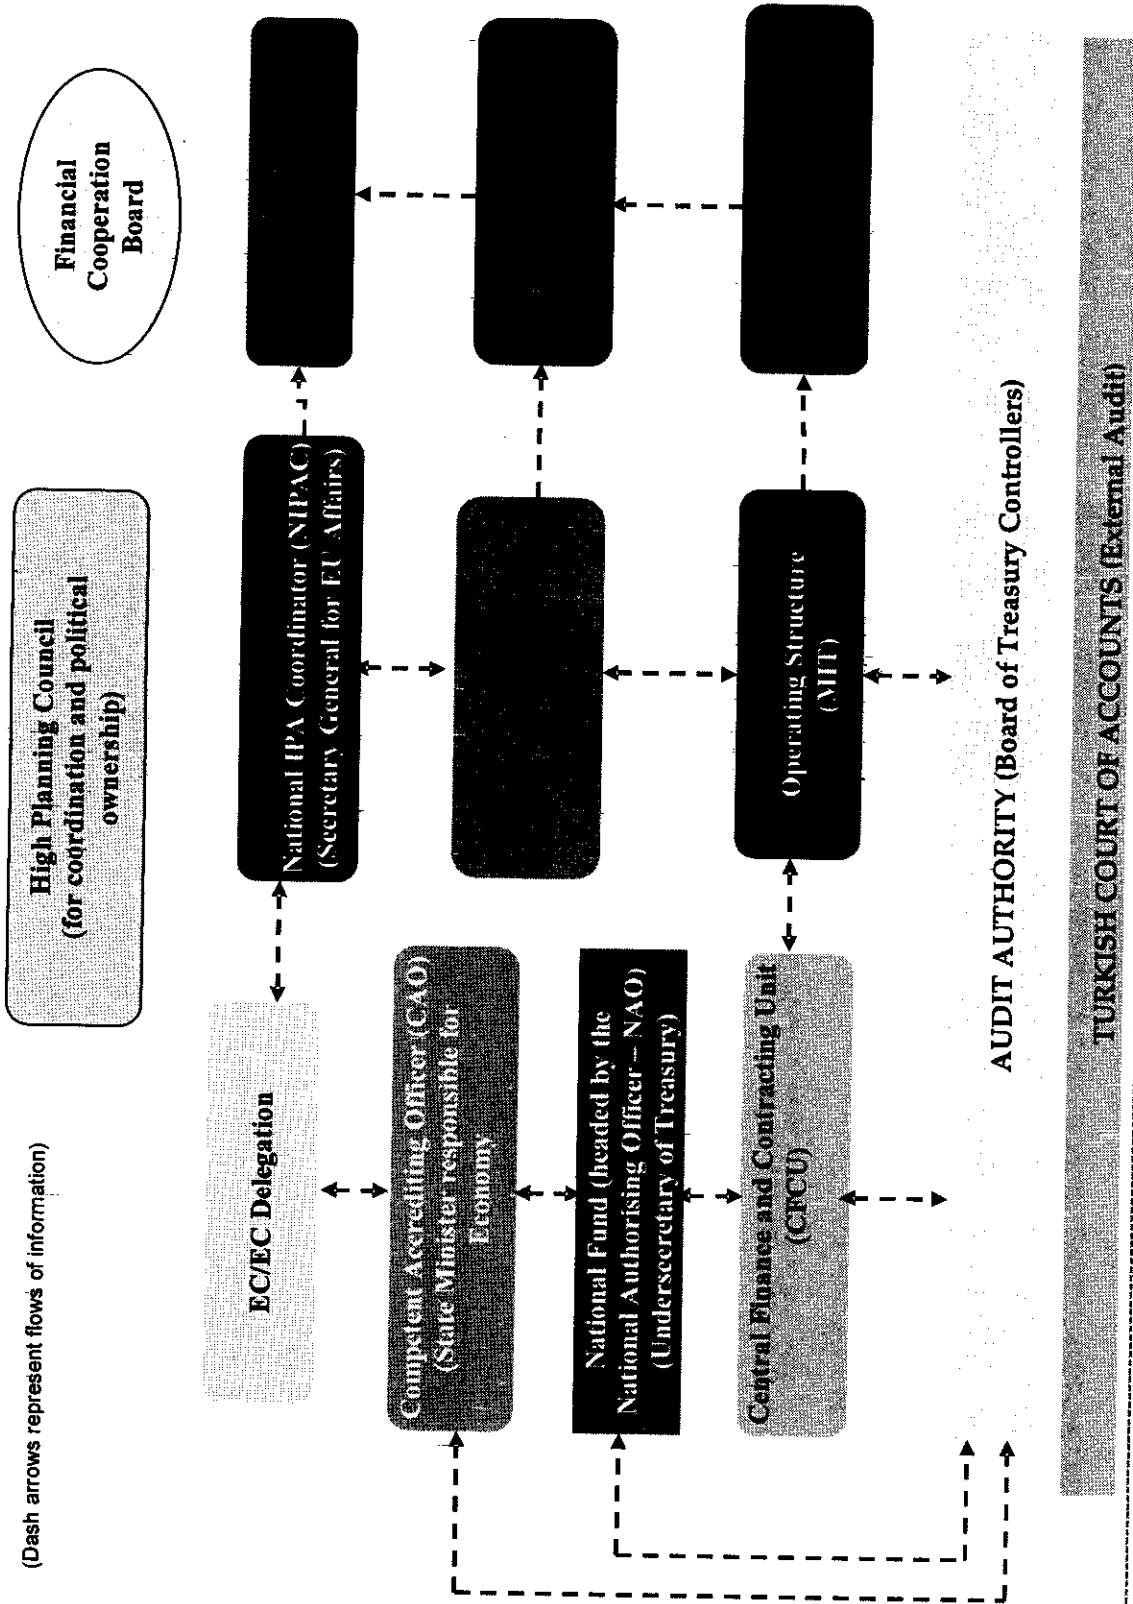 (Dash arrows represent flows of information)
High Planning Council
(for coordination and political
ownership)
Financial
Cooperation
Board
EC/EC Delegation
National IPA Coordinator (NIPAC)
(Secretary General for EU Affairs)
Competent Accrediting Officer (CAO)
(State Minister responsible for
Economy
National Fund (headed by the
National Authorising Officer – NAO)
(Undersecretary of Treasury)
Central Finance and Contracting Unit
(CFCU)
Operating Structure
(MIT)
AUDIT AUTHORITY (Board of Treasury Controllers)
TURKISH COURT OF ACCOUNTS (External Audit)